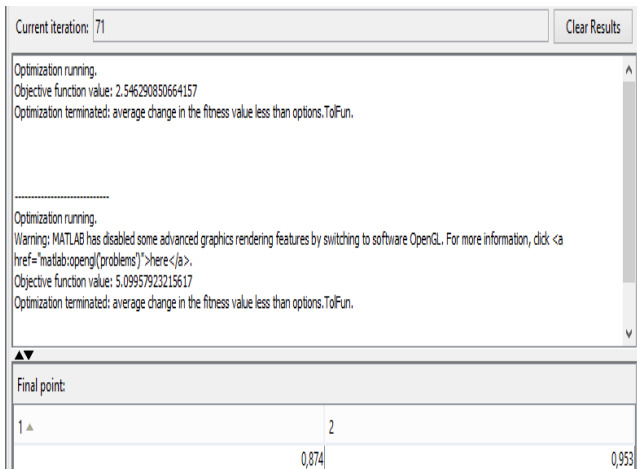 Current iteration: 71 Clear Results
Optimization running.
Objective function value: 2.546290850664157
Optimization terminated: average change in the fitness value less than options.TolFun.
-----------------------------
Optimization running.
Warning: MATLAB has disabled some advanced graphics rendering features by switching to software OpenGL. For more information, click <a
href="matlab:opengl('problems')">here</a>.
Objective function value: 5.09957923215617
Optimization terminated: average change in the fitness value less than options.TolFun.
Final point:
1 2
0,874 0,953